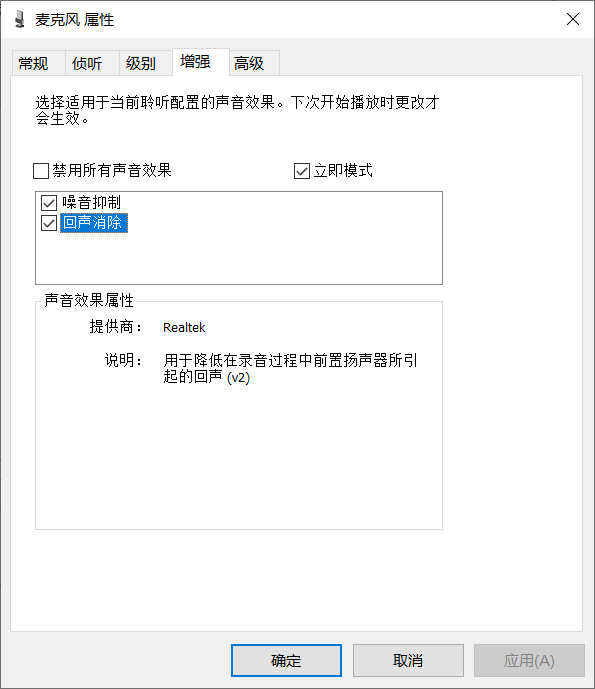 麦克风 属性
常规 侦听 级别 增强 高级
选择适用于当前聆听配置的声音效果。下次开始播放时更改才
会生效。
禁用所有声音效果 立即模式
噪音抑制
回声消除
声音效果属性
提供商： Realtek
说明： 用于降低在录音过程中前置扬声器所引
起的回声 (v2)
确定 取消 应用(A)